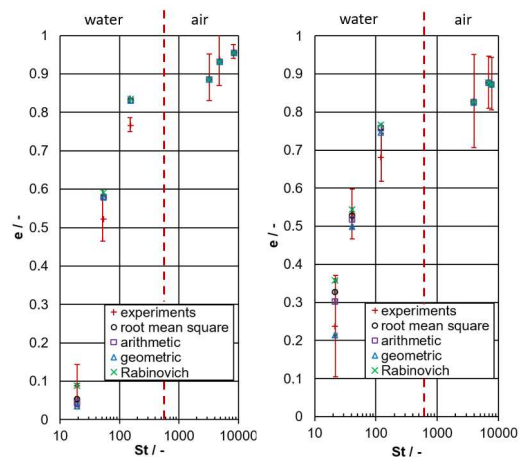 water air
e / -
1
0.9
0.8
0.7
0.6
0.5
0.4
0.3
0.2
0.1
0
experiments
root mean square
arithmetic
geometric
Rabinovich
10 100 1000 10000
St / -
water air
e / -
1
0.9
0.8
0.7
0.6
0.5
0.4
0.3
0.2
0.1
0
experiments
root mean square
arithmetic
geometric
Rabinovich
10 100 1000 10000
St / -